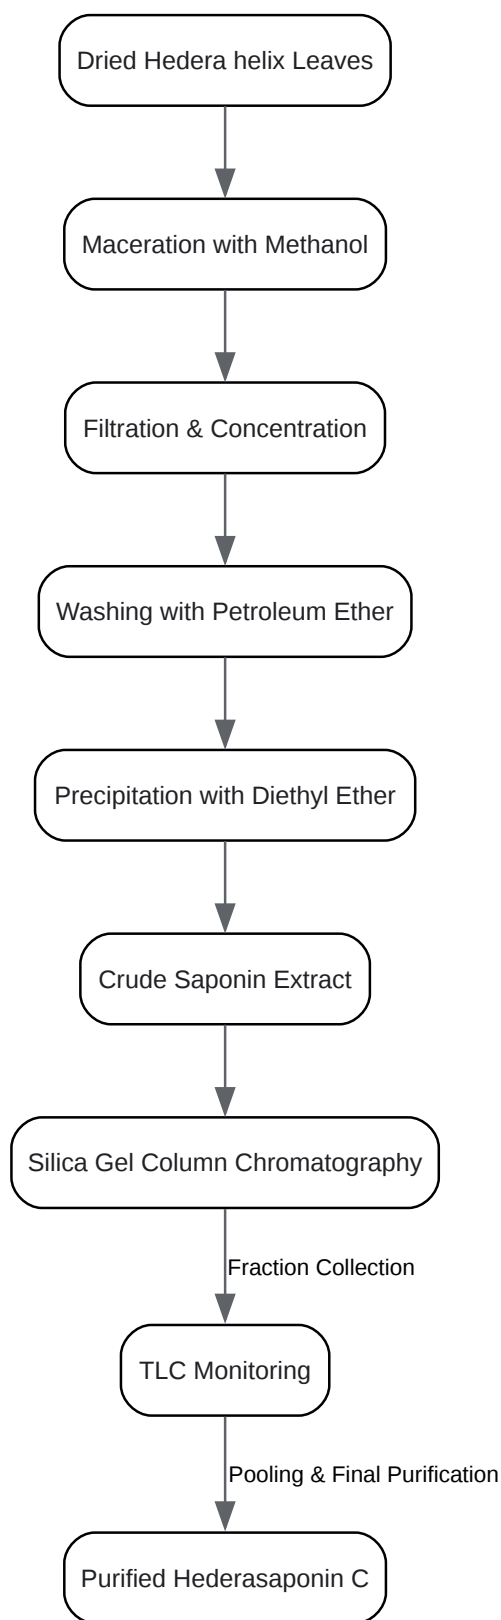 Dried Hedera helix Leaves
Maceration with Methanol
Filtration & Concentration
Washing with Petroleum Ether
Precipitation with Diethyl Ether
Crude Saponin Extract
Silica Gel Column Chromatography
Fraction Collection
TLC Monitoring
Pooling & Final Purification
Purified Hederasaponin C